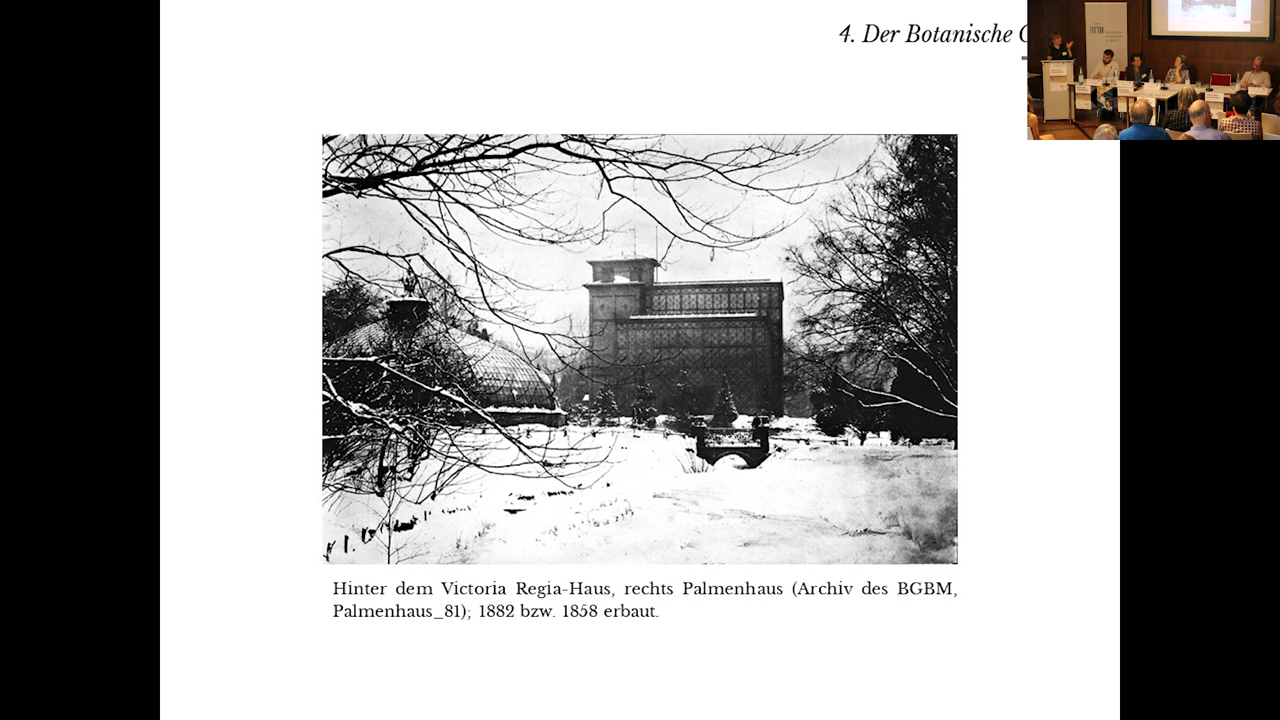 4. Der Botanische
Hinter dem Victoria Regia-Haus, rechts Palmenhaus (Archiv des BGBM,
Palmenhaus_81); 1882 bzw. 1858 erbaut.